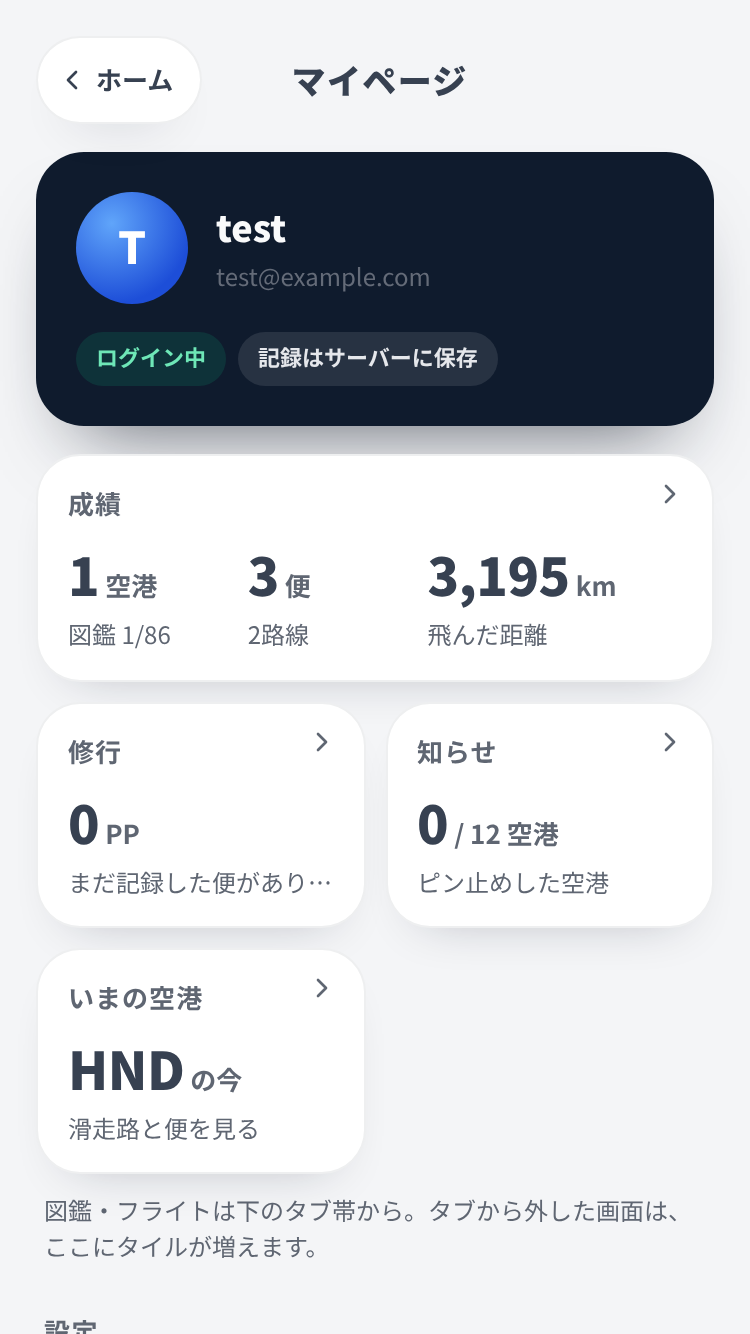 ホーム
マイページ
T
test
test@example.com
ログイン中
記録はサーバーに保存
成績
1 空港
3 便
3,195 km
図鑑 1/86
2路線
飛んだ距離
修行
0 PP
まだ記録した便があり…
知らせ
0 / 12 空港
ピン止めした空港
いまの空港
HND の今
滑走路と便を見る
図鑑・フライトは下のタブ帯から。タブから外した画面は、
ここにタイルが増えます。
設定